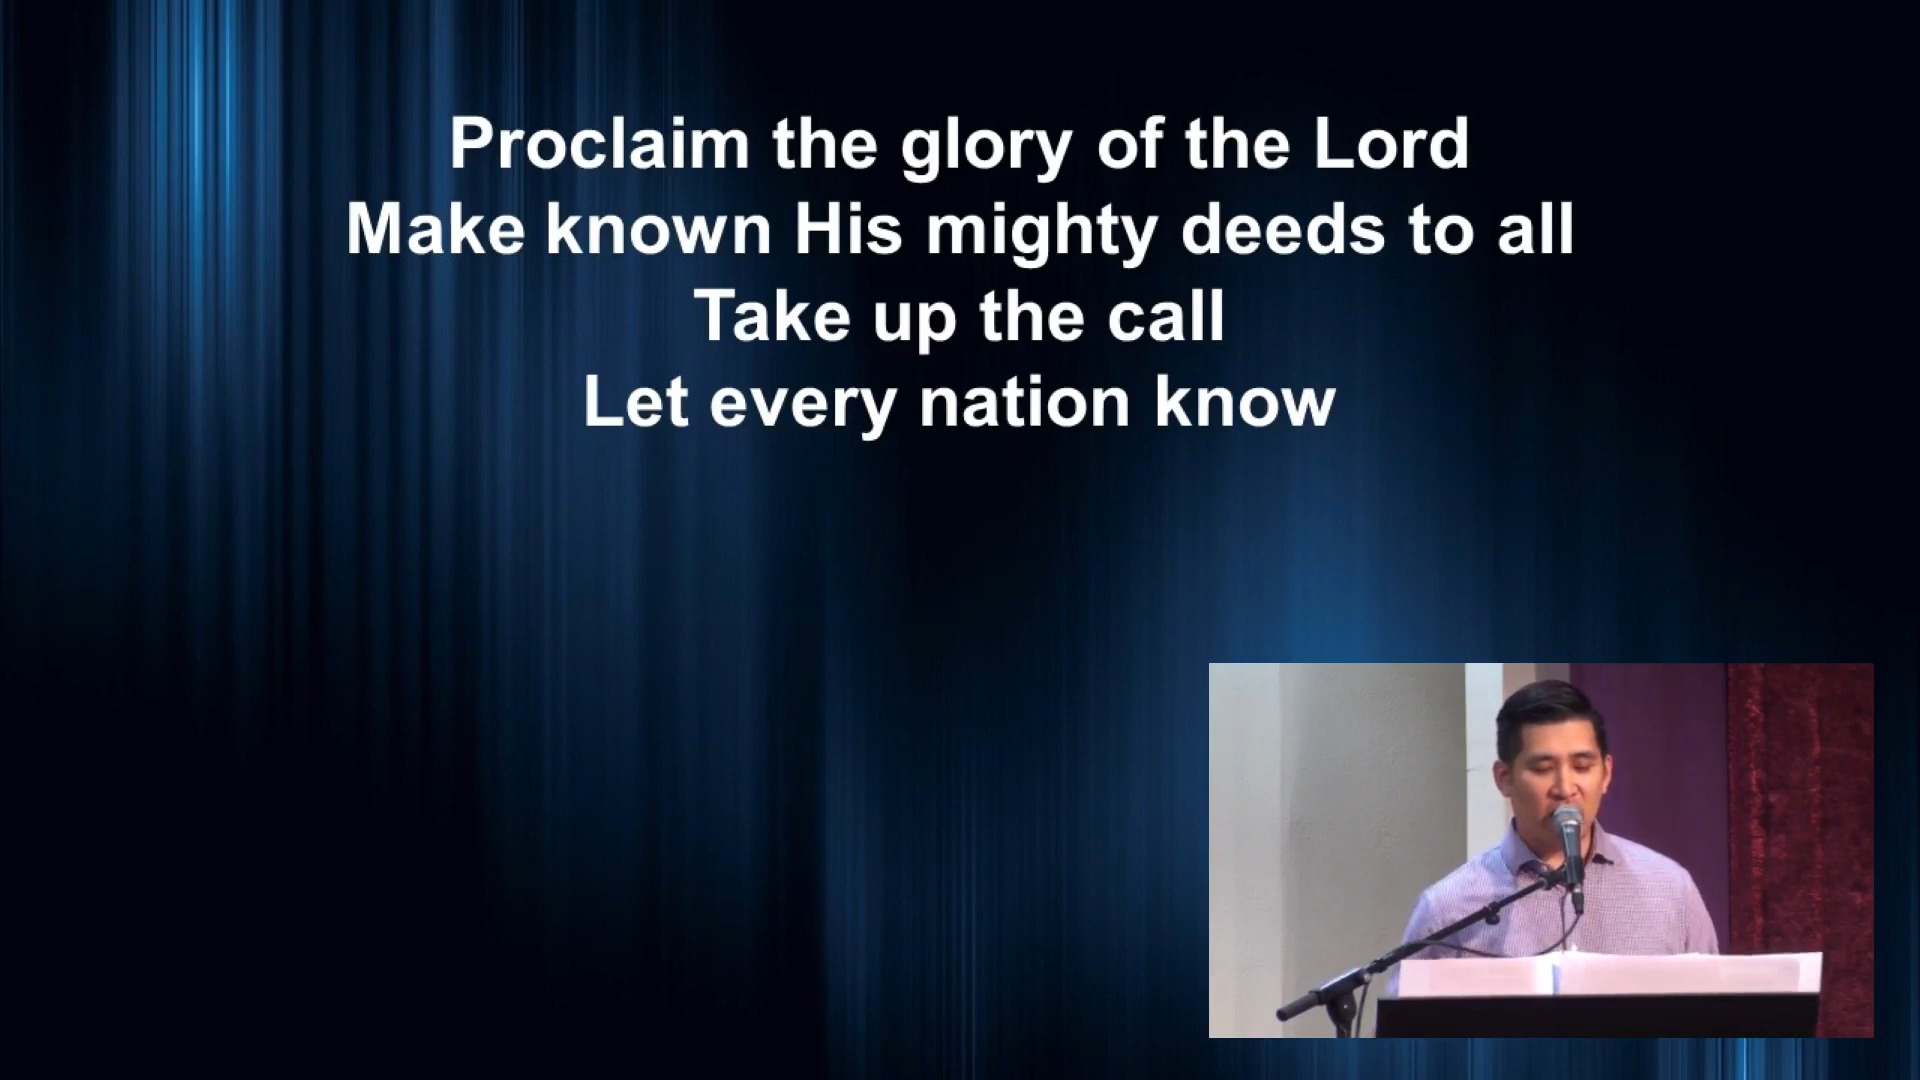 Proclaim the glory of the Lord
Make known His mighty deeds to all
Take up the call
Let every nation know